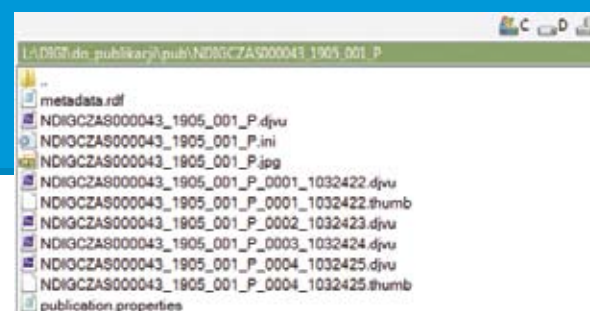 C D
L:\DIGI\do_publikacji\pub\NDIGCZAS000043_1905_001_P
..
metadata.rdf
NDIGCZAS000043_1905_001_P.djvu
NDIGCZAS000043_1905_001_P.ini
NDIGCZAS000043_1905_001_P.jpg
NDIGCZAS000043_1905_001_P_0001_1032422.djvu
NDIGCZAS000043_1905_001_P_0001_1032422.thumb
NDIGCZAS000043_1905_001_P_0002_1032423.djvu
NDIGCZAS000043_1905_001_P_0003_1032424.djvu
NDIGCZAS000043_1905_001_P_0004_1032425.djvu
NDIGCZAS000043_1905_001_P_0004_1032425.thumb
publication.properties